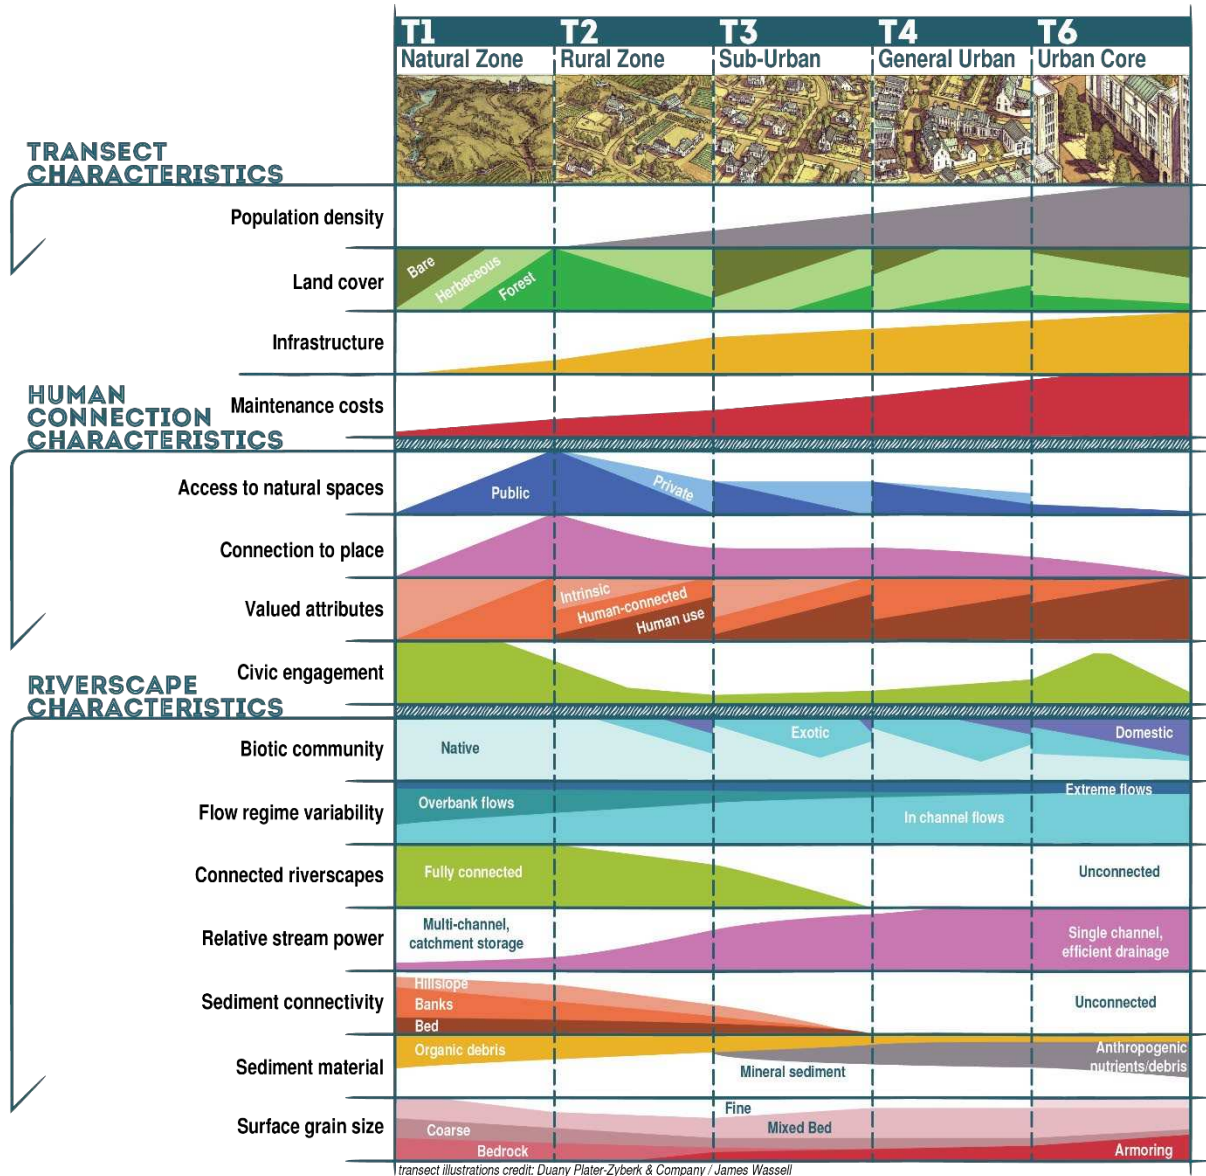 T1 T2 T3 T4 T6
Natural Zone Rural Zone Sub-Urban General Urban Urban Core
TRANSECT
CHARACTERISTICS
Population density
Land cover
Bare
Herbaceous
Forest
Infrastructure
HUMAN
CONNECTION
CHARACTERISTICS
Maintenance costs
Access to natural spaces
Public
Private
Connection to place
Valued attributes
Intrinsic
Human-connected
Human use
Civic engagement
RIVERSCAPE
CHARACTERISTICS
Biotic community
Native
Exotic
Domestic
Flow regime variability
Overbank flows
In channel flows
Extreme flows
Connected riverscapes
Fully connected
Unconnected
Relative stream power
Multi-channel,
catchment storage
Single channel,
efficient drainage
Sediment connectivity
Hillslope
Banks
Bed
Unconnected
Sediment material
Organic debris
Mineral sediment
Anthropogenic
nutrients/debris
Surface grain size
Fine
Coarse
Mixed Bed
Bedrock
Armoring
transect illustrations credit: Duany Plater-Zyberk & Company / James Wassell